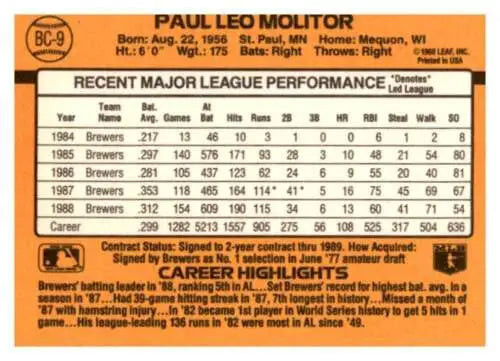 BC-9
PAUL LEO MOLITOR
Born: Aug. 22, 1956 St. Paul, MN Home: Mequon, WI
Ht.: 6'0" Wgt.: 175 Bats: Right Throws: Right
©1988 LEAF, INC.
Printed in USA
RECENT MAJOR LEAGUE PERFORMANCE *Denotes* Led League
Year Team Name Bat. Avg. Games At Bat Hits Runs 2B 3B HR RBI Steal Walk SO
1984 Brewers .217 13 46 10 3 1 0 0 6 1 2 8
1985 Brewers .297 140 576 171 93 28 3 10 48 21 54 80
1986 Brewers .281 105 437 123 62 24 6 9 55 20 40 81
1987 Brewers .353 118 465 164 114* 41* 5 16 75 45 69 67
1988 Brewers .312 154 609 190 115 34 6 13 60 41 71 54
Career .299 1282 5213 1557 905 275 56 108 525 317 504 636
Contract Status: Signed to 2-year contract thru 1989. How Acquired:
Signed by Brewers as No. 1 selection in June '77 amateur draft
CAREER HIGHLIGHTS
Brewers' batting leader in '88, ranking 5th in AL...Set Brewers' record for highest bat. avg. in a
season in '87...Had 39-game hitting streak in '87, 7th longest in history...Missed a month of
'87 with hamstring injury...In '82 became 1st player in World Series history to get 5 hits in 1
game...His league-leading 136 runs in '82 were most in AL since '49.